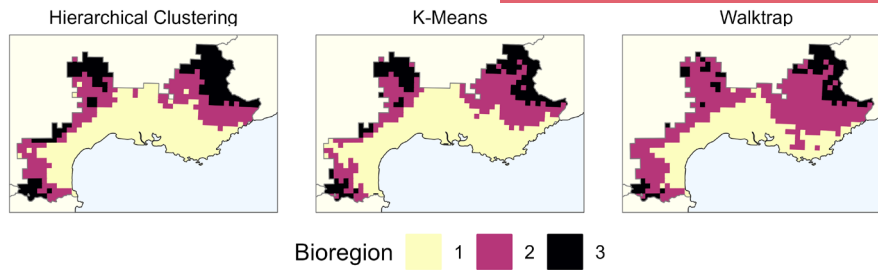 Hierarchical Clustering K-Means Walktrap
Bioregion 1 2 3